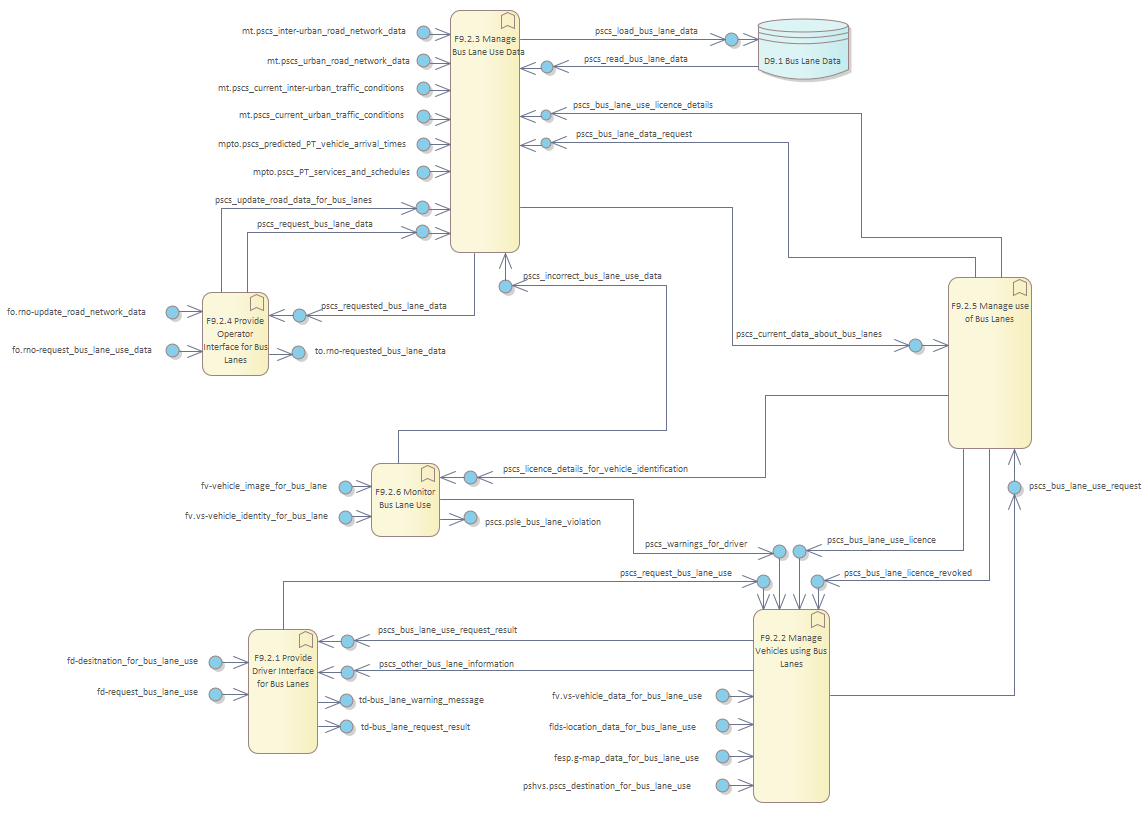 mt.pscs_inter-urban_road_network_data
mt.pscs_urban_road_network_data
mt.pscs_current_inter-urban_traffic_conditions
mt.pscs_current_urban_traffic_conditions
mpto.pscs_predicted_PT_vehicle_arrival_times
mpto.pscs_PT_services_and_schedules
pscs_update_road_data_for_bus_lanes
pscs_request_bus_lane_data
F9.2.3 Manage
Bus Lane Use Data
pscs_load_bus_lane_data
pscs_read_bus_lane_data
D9.1 Bus Lane Data
pscs_bus_lane_use_licence_details
pscs_bus_lane_data_request
pscs_incorrect_bus_lane_use_data
fo.rno-update_road_network_data
fo.rno-request_bus_lane_use_data
F9.2.4 Provide
Operator
Interface for Bus
Lanes
pscs_requested_bus_lane_data
to.rno-requested_bus_lane_data
F9.2.5 Manage use
of Bus Lanes
pscs_current_data_about_bus_lanes
pscs_licence_details_for_vehicle_identification
fv-vehicle_image_for_bus_lane
fv.vs-vehicle_identity_for_bus_lane
F9.2.6 Monitor
Bus Lane Use
pscs.psle_bus_lane_violation
pscs_bus_lane_use_request
pscs_warnings_for_driver
pscs_bus_lane_use_licence
pscs_request_bus_lane_use
pscs_bus_lane_licence_revoked
fd-desitnation_for_bus_lane_use
fd-request_bus_lane_use
F9.2.1 Provide
Driver Interface
for Bus Lanes
pscs_bus_lane_use_request_result
pscs_other_bus_lane_information
td-bus_lane_warning_message
td-bus_lane_request_result
F9.2.2 Manage
Vehicles using Bus
Lanes
fv.vs-vehicle_data_for_bus_lane_use
flds-location_data_for_bus_lane_use
fesp.g-map_data_for_bus_lane_use
pshvs.pscs_destination_for_bus_lane_use